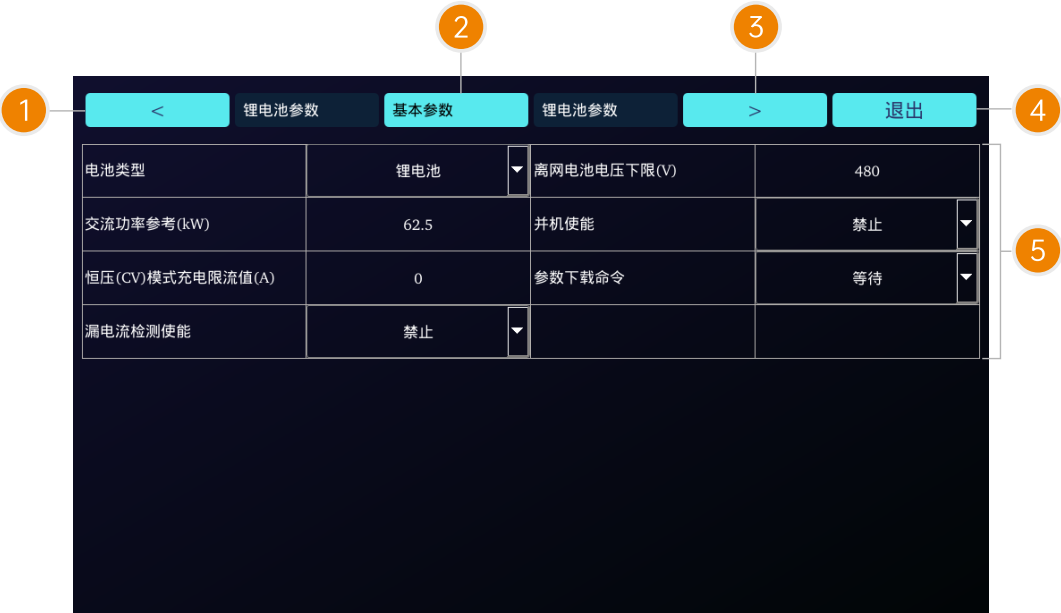 2
3
1
4
< 锂电池参数 基本参数 锂电池参数 > 退出
电池类型 锂电池 离网电池电压下限(V) 480
交流功率参考(kW) 62.5 并机使能 禁止
5
恒压(CV)模式充电限流值(A) 0 参数下载命令 等待
漏电流检测使能 禁止